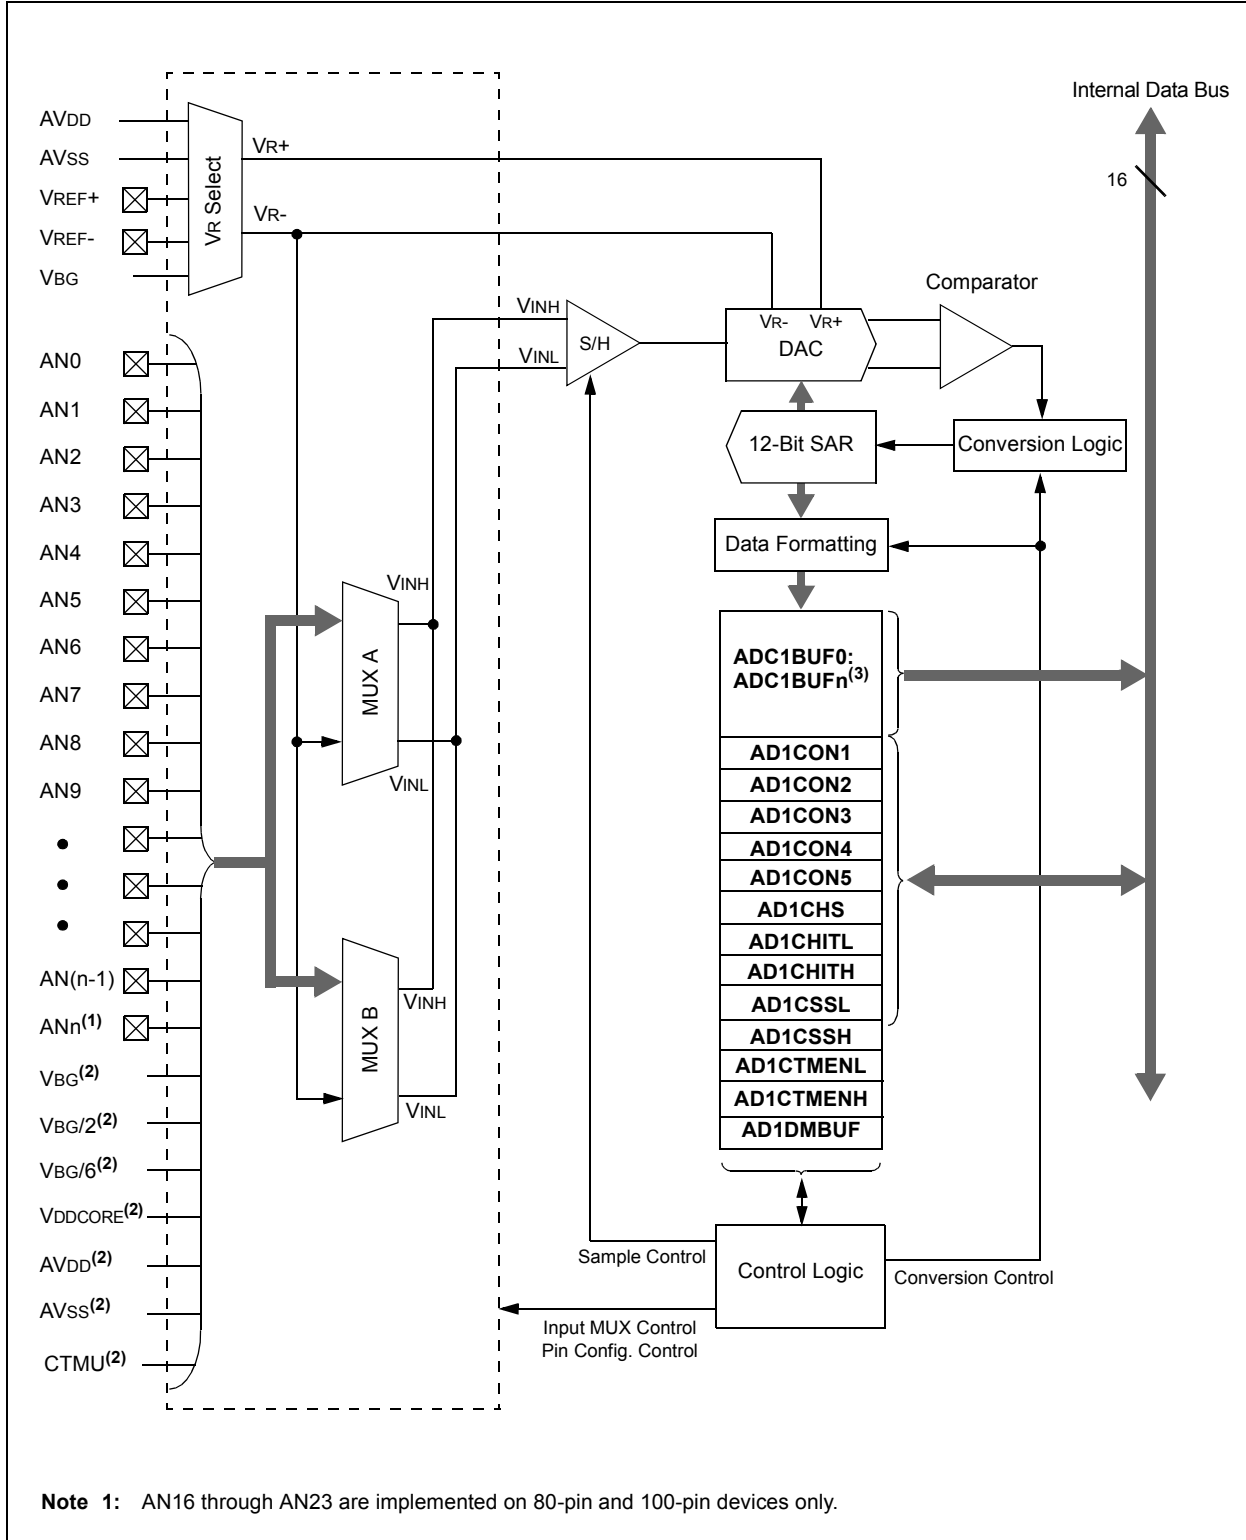 Internal Data Bus
16
AVDD
AVSS
VREF+
VREF-
VBG
VR Select
VR+
VR-
Comparator
VINH
VINL
S/H
VR- VR+
DAC
12-Bit SAR
Conversion Logic
Data Formatting
AN0
AN1
AN2
AN3
AN4
AN5
AN6
AN7
AN8
AN9
AN(n-1)
ANn(1)
VBG(2)
VBG/2(2)
VBG/6(2)
VDDCORE(2)
AVDD(2)
AVSS(2)
CTMU(2)
VINH
MUX A
VINL
VINH
MUX B
VINL
ADC1BUF0:
ADC1BUFn(3)
AD1CON1
AD1CON2
AD1CON3
AD1CON4
AD1CON5
AD1CHS
AD1CHITL
AD1CHITH
AD1CSSL
AD1CSSH
AD1CTMENL
AD1CTMENH
AD1DMBUF
Sample Control
Control Logic
Conversion Control
Input MUX Control
Pin Config. Control
Note 1: AN16 through AN23 are implemented on 80-pin and 100-pin devices only.